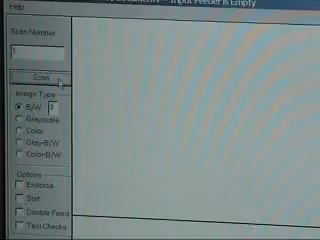 Input Feeder is Empty
Help
Scan Number
1
Scan
Image Type
B/W
Grayscale
Color
Gray-B/W
Color-B/W
Options
Endorse
Sort
Double Feed
Test Checks